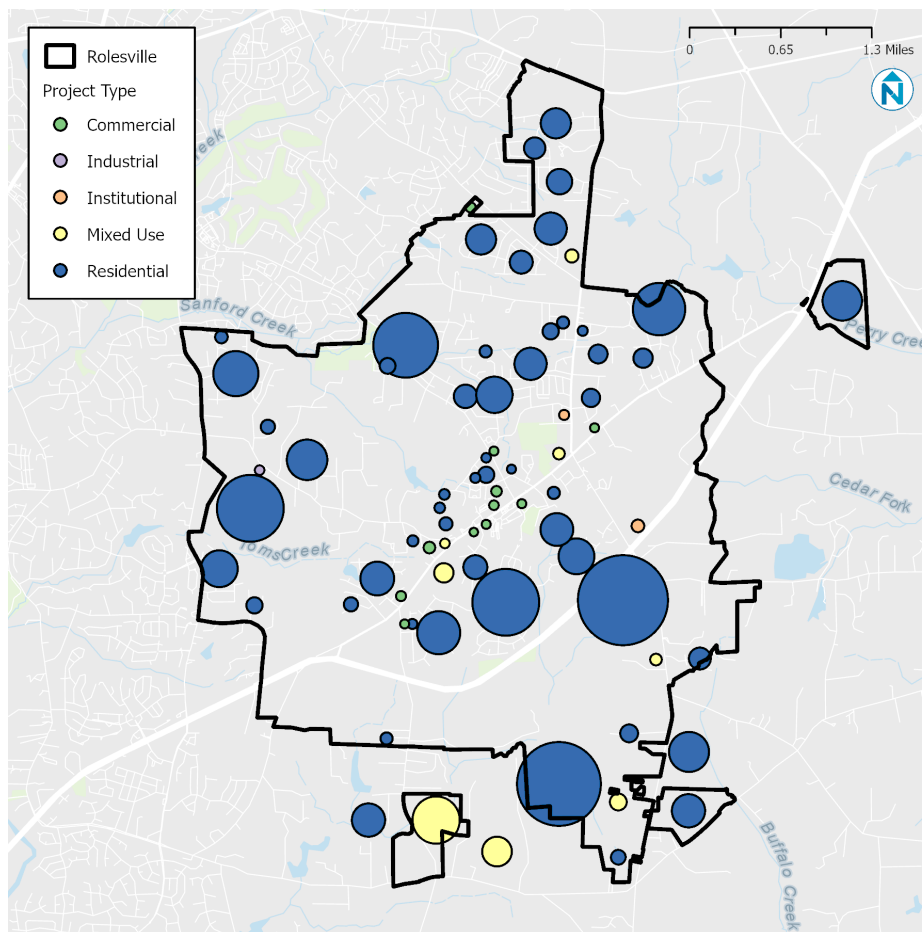 Rolesville
Project Type
Commercial
Industrial
Institutional
Mixed Use
Residential
0 0.65 1.3 Miles
N
Creek
Sanford Creek
Perry Cree
Cedar Fork
TomsCreek
Buffalo Creek